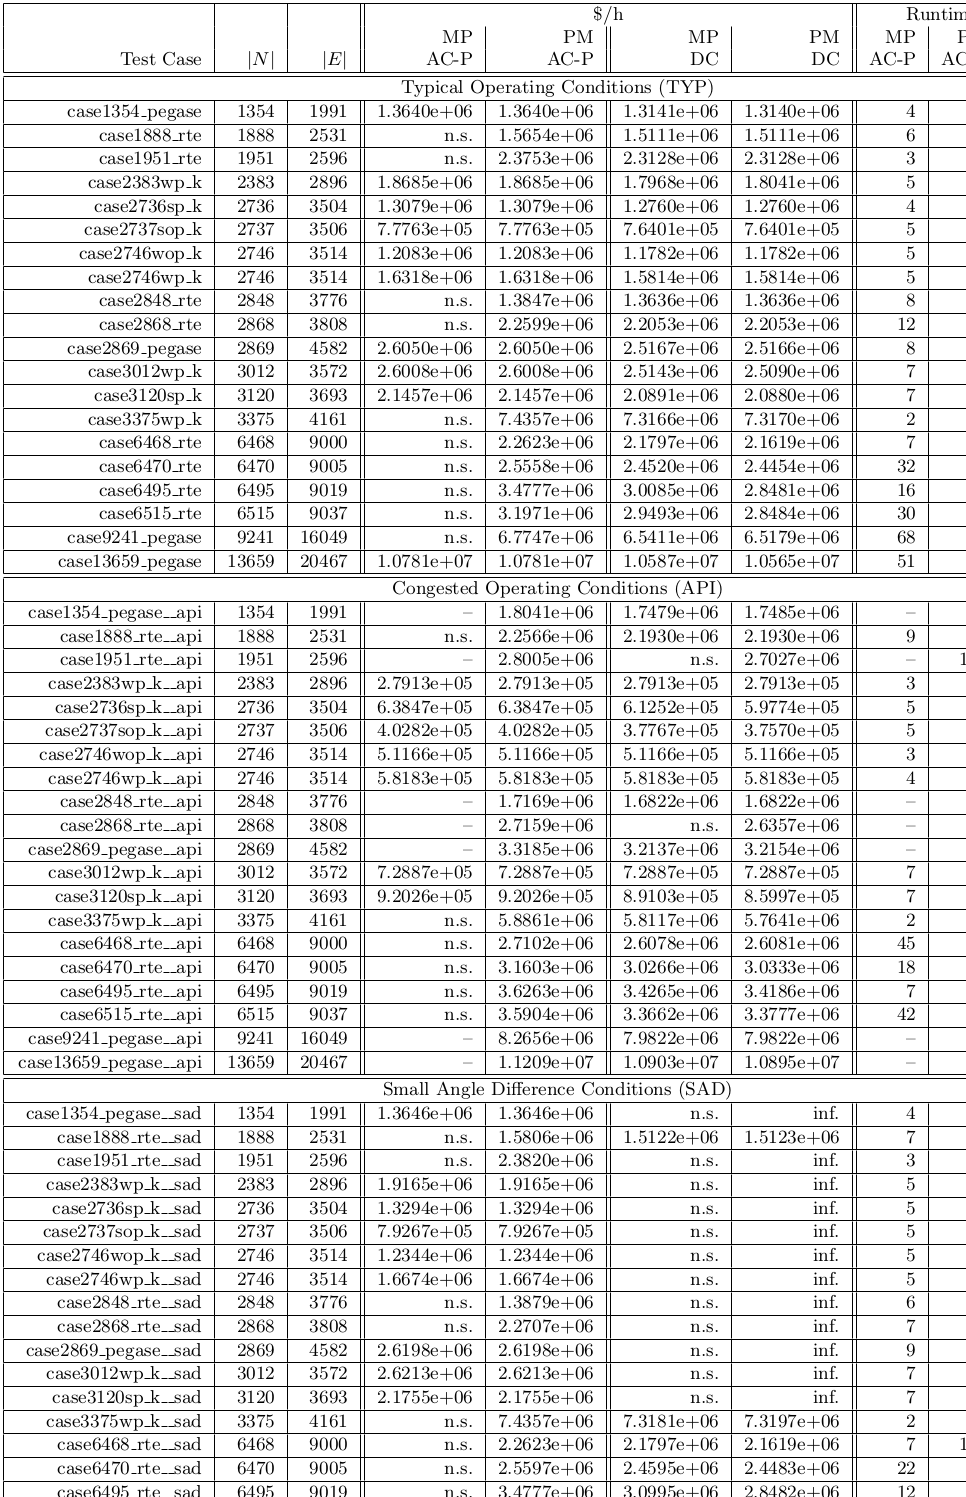 $/h Runtim
MP PM MP PM MP P
Test Case |N| |E| AC-P AC-P DC DC AC-P AC
Typical Operating Conditions (TYP)
case1354_pegase 1354 1991 1.3640e+06 1.3640e+06 1.3141e+06 1.3140e+06 4
case1888_rte 1888 2531 n.s. 1.5654e+06 1.5111e+06 1.5111e+06 6
case1951_rte 1951 2596 n.s. 2.3753e+06 2.3128e+06 2.3128e+06 3
case2383wp_k 2383 2896 1.8685e+06 1.8685e+06 1.7968e+06 1.8041e+06 5
case2736sp_k 2736 3504 1.3079e+06 1.3079e+06 1.2760e+06 1.2760e+06 4
case2737sop_k 2737 3506 7.7763e+05 7.7763e+05 7.6401e+05 7.6401e+05 5
case2746wop_k 2746 3514 1.2083e+06 1.2083e+06 1.1782e+06 1.1782e+06 5
case2746wp_k 2746 3514 1.6318e+06 1.6318e+06 1.5814e+06 1.5814e+06 5
case2848_rte 2848 3776 n.s. 1.3847e+06 1.3636e+06 1.3636e+06 8
case2868_rte 2868 3808 n.s. 2.2599e+06 2.2053e+06 2.2053e+06 12
case2869_pegase 2869 4582 2.6050e+06 2.6050e+06 2.5167e+06 2.5166e+06 8
case3012wp_k 3012 3572 2.6008e+06 2.6008e+06 2.5143e+06 2.5090e+06 7
case3120sp_k 3120 3693 2.1457e+06 2.1457e+06 2.0891e+06 2.0880e+06 7
case3375wp_k 3375 4161 n.s. 7.4357e+06 7.3166e+06 7.3170e+06 2
case6468_rte 6468 9000 n.s. 2.2623e+06 2.1797e+06 2.1619e+06 7
case6470_rte 6470 9005 n.s. 2.5558e+06 2.4520e+06 2.4454e+06 32
case6495_rte 6495 9019 n.s. 3.4777e+06 3.0085e+06 2.8481e+06 16
case6515_rte 6515 9037 n.s. 3.1971e+06 2.9493e+06 2.8484e+06 30
case9241_pegase 9241 16049 n.s. 6.7747e+06 6.5411e+06 6.5179e+06 68
case13659_pegase 13659 20467 1.0781e+07 1.0781e+07 1.0587e+07 1.0565e+07 51
Congested Operating Conditions (API)
case1354_pegase__api 1354 1991 – 1.8041e+06 1.7479e+06 1.7485e+06 –
case1888_rte__api 1888 2531 n.s. 2.2566e+06 2.1930e+06 2.1930e+06 9
case1951_rte__api 1951 2596 – 2.8005e+06 n.s. 2.7027e+06 – 1
case2383wp_k__api 2383 2896 2.7913e+05 2.7913e+05 2.7913e+05 2.7913e+05 3
case2736sp_k__api 2736 3504 6.3847e+05 6.3847e+05 6.1252e+05 5.9774e+05 5
case2737sop_k__api 2737 3506 4.0282e+05 4.0282e+05 3.7767e+05 3.7570e+05 5
case2746wop_k__api 2746 3514 5.1166e+05 5.1166e+05 5.1166e+05 5.1166e+05 3
case2746wp_k__api 2746 3514 5.8183e+05 5.8183e+05 5.8183e+05 5.8183e+05 4
case2848_rte__api 2848 3776 – 1.7169e+06 1.6822e+06 1.6822e+06 –
case2868_rte__api 2868 3808 – 2.7159e+06 n.s. 2.6357e+06 –
case2869_pegase__api 2869 4582 – 3.3185e+06 3.2137e+06 3.2154e+06 –
case3012wp_k__api 3012 3572 7.2887e+05 7.2887e+05 7.2887e+05 7.2887e+05 7
case3120sp_k__api 3120 3693 9.2026e+05 9.2026e+05 8.9103e+05 8.5997e+05 7
case3375wp_k__api 3375 4161 n.s. 5.8861e+06 5.8117e+06 5.7641e+06 2
case6468_rte__api 6468 9000 n.s. 2.7102e+06 2.6078e+06 2.6081e+06 45
case6470_rte__api 6470 9005 n.s. 3.1603e+06 3.0266e+06 3.0333e+06 18
case6495_rte__api 6495 9019 n.s. 3.6263e+06 3.4265e+06 3.4186e+06 7
case6515_rte__api 6515 9037 n.s. 3.5904e+06 3.3662e+06 3.3777e+06 42
case9241_pegase__api 9241 16049 – 8.2656e+06 7.9822e+06 7.9822e+06 –
case13659_pegase__api 13659 20467 – 1.1209e+07 1.0903e+07 1.0895e+07 –
Small Angle Difference Conditions (SAD)
case1354_pegase__sad 1354 1991 1.3646e+06 1.3646e+06 n.s. inf. 4
case1888_rte__sad 1888 2531 n.s. 1.5806e+06 1.5122e+06 1.5123e+06 7
case1951_rte__sad 1951 2596 n.s. 2.3820e+06 n.s. inf. 3
case2383wp_k__sad 2383 2896 1.9165e+06 1.9165e+06 n.s. inf. 5
case2736sp_k__sad 2736 3504 1.3294e+06 1.3294e+06 n.s. inf. 5
case2737sop_k__sad 2737 3506 7.9267e+05 7.9267e+05 n.s. inf. 5
case2746wop_k__sad 2746 3514 1.2344e+06 1.2344e+06 n.s. inf. 5
case2746wp_k__sad 2746 3514 1.6674e+06 1.6674e+06 n.s. inf. 5
case2848_rte__sad 2848 3776 n.s. 1.3879e+06 n.s. inf. 6
case2868_rte__sad 2868 3808 n.s. 2.2707e+06 n.s. inf. 7
case2869_pegase__sad 2869 4582 2.6198e+06 2.6198e+06 n.s. inf. 9
case3012wp_k__sad 3012 3572 2.6213e+06 2.6213e+06 n.s. inf. 7
case3120sp_k__sad 3120 3693 2.1755e+06 2.1755e+06 n.s. inf. 7
case3375wp_k__sad 3375 4161 n.s. 7.4357e+06 7.3181e+06 7.3197e+06 2
case6468_rte__sad 6468 9000 n.s. 2.2623e+06 2.1797e+06 2.1619e+06 7 1
case6470_rte__sad 6470 9005 n.s. 2.5597e+06 2.4595e+06 2.4483e+06 22
case6495_rte__sad 6495 9019 n.s. 3.4777e+06 3.0995e+06 2.8482e+06 12